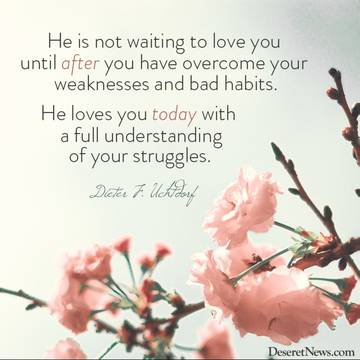 He is not waiting to love you
until after you have overcome your
weaknesses and bad habits.
He loves you today with
a full understanding
of your struggles.
Dieter F. Uchtdorf
DeseretNews.com